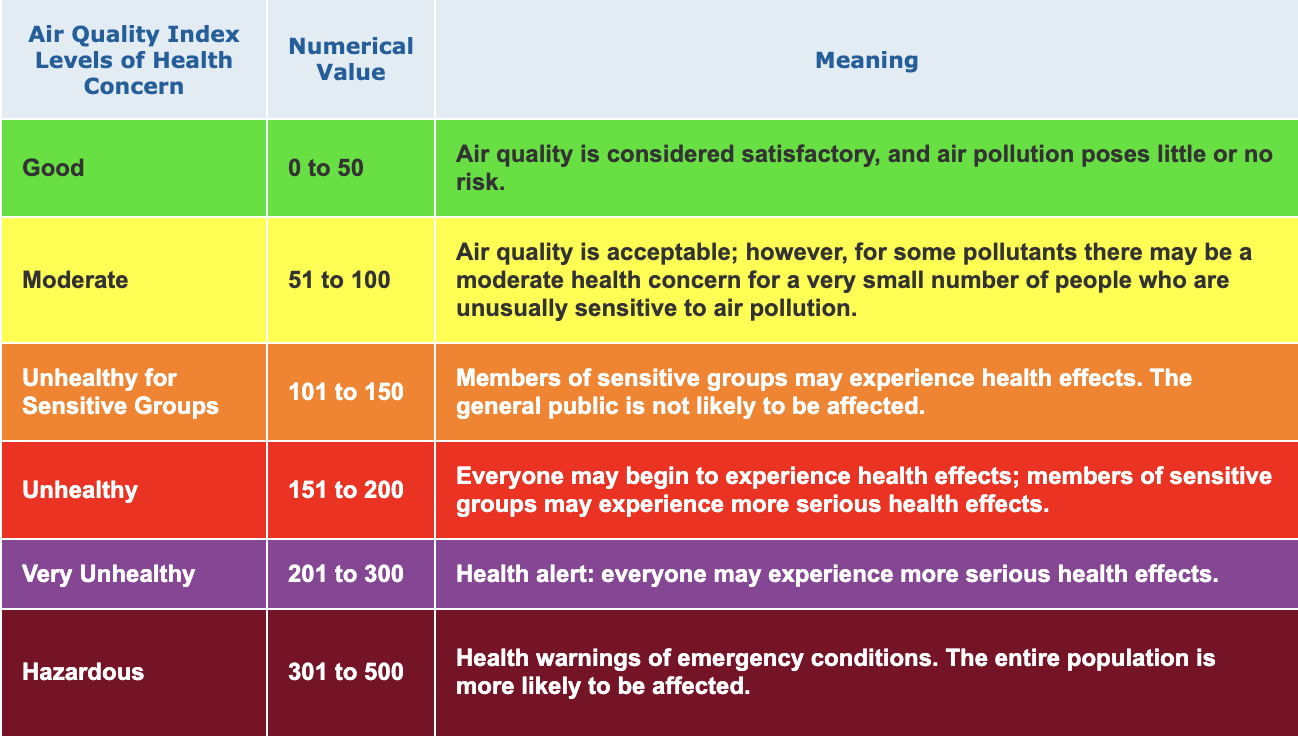 Air Quality Index
Levels of Health
Concern
Numerical
Value
Meaning
Good
0 to 50
Air quality is considered satisfactory, and air pollution poses little or no
risk.
Moderate
51 to 100
Air quality is acceptable; however, for some pollutants there may be a
moderate health concern for a very small number of people who are
unusually sensitive to air pollution.
Unhealthy for
Sensitive Groups
101 to 150
Members of sensitive groups may experience health effects. The
general public is not likely to be affected.
Unhealthy
151 to 200
Everyone may begin to experience health effects; members of sensitive
groups may experience more serious health effects.
Very Unhealthy
201 to 300
Health alert: everyone may experience more serious health effects.
Hazardous
301 to 500
Health warnings of emergency conditions. The entire population is
more likely to be affected.